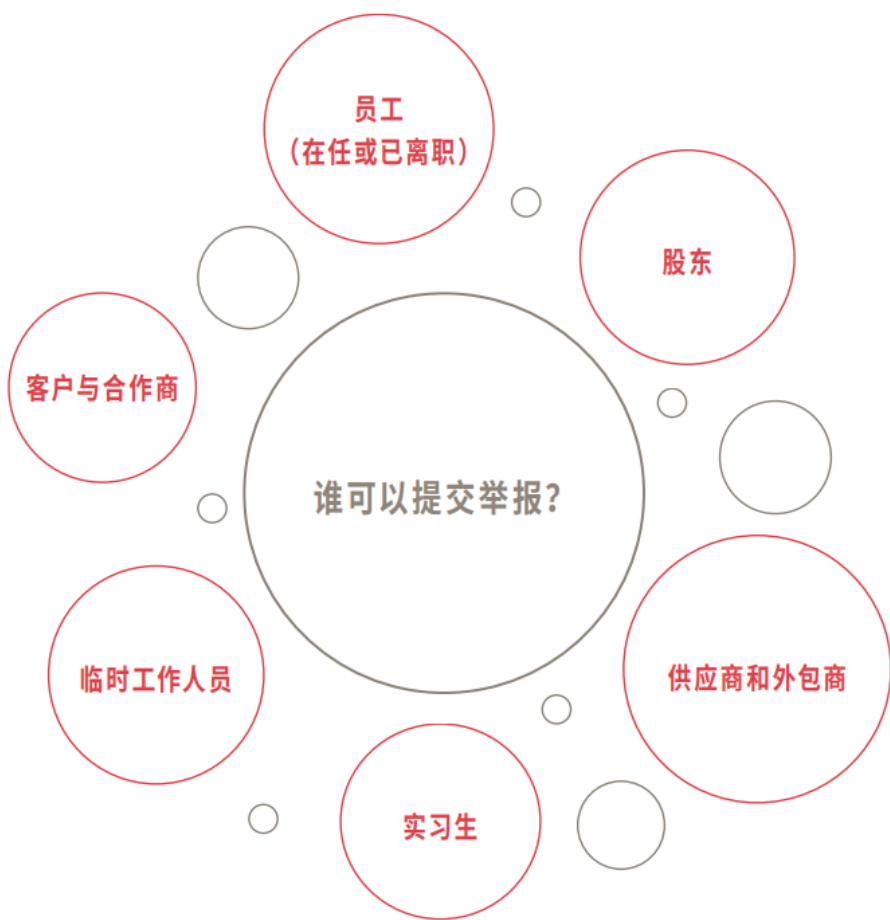 员工
（在任或已离职）
股东
客户与合作商
谁可以提交举报？
临时工作人员
供应商和外包商
实习生